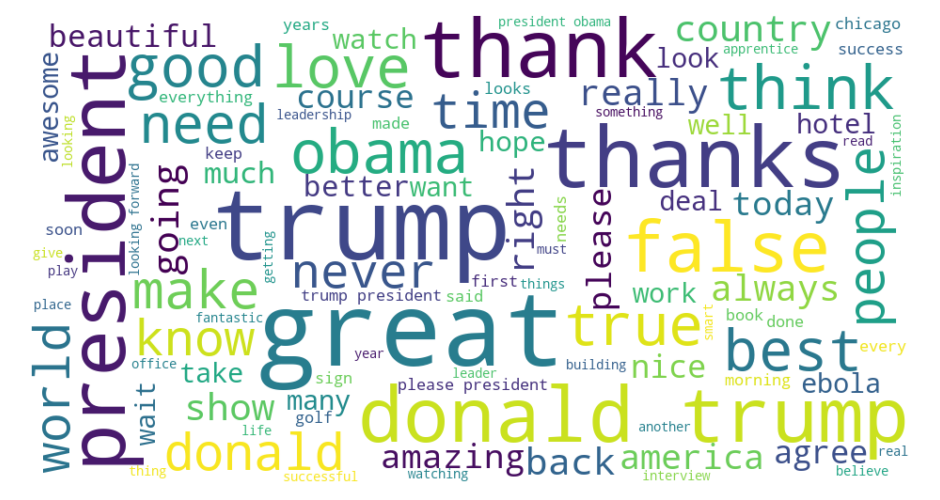 president obama
years
chicago
beautiful
watch
thank
country
good
love
look
apprentice
success
think
awesome
everything
course
looks
time
really
something
leadership
need
made
hope
thanks
well
hotel
looking
president
keep
obama
read
much
better
want
right
deal
today
people
inspiration
going
looking forward
soon
even
trump
please
needs
false
give
next
getting
never
must
play
make
first
things
trump president
said
work
always
place
world
know
fantastic
great
true
smart
book
done
best
every
office
year
building
nice
take
sign
leader
please president
morning
ebola
wait
show
many
golf
life
donald trump
another
donald
amazing
back
america
agree
real
thing
successful
watching
interview
believe